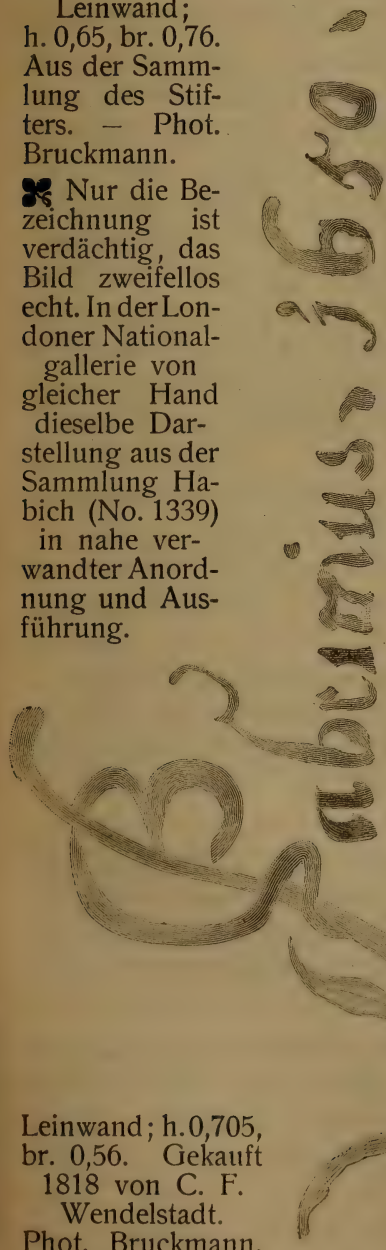 Leinwand;
h. 0,65, br. 0,76.
Aus der Samm-
lung des Stif-
ters. — Phot.
Bruckmann.
Nur die Be-
zeichnung ist
verdächtig, das
Bild zweifellos
echt. In der Lon-
doner National-
gallerie von
gleicher Hand
dieselbe Dar-
stellung aus der
Sammlung Ha-
bich (No. 1339)
in nahe ver-
wandter Anord-
nung und Aus-
führung.
1650.
Leinwand; h. 0,705,
br. 0,56. Gekauft
1818 von C. F.
Wendelstadt.
Phot. Bruckmann.